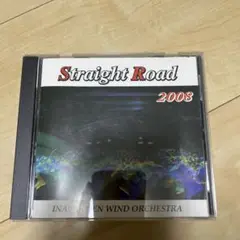 Straight Road
2008
WIND ORCHESTRA